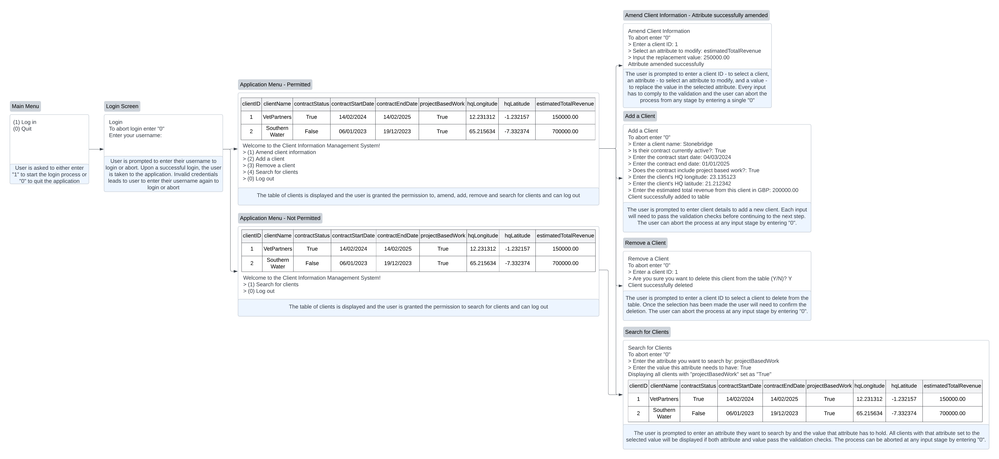 Main Menu
(1) Log in
(0) Quit
User is asked to either enter
"1" to start the login process or
"0" to quit the application
Login Screen
Login
To abort login enter "0"
Enter your username:
User is prompted to enter their username to
login or abort. Upon a successful login, the user
is taken to the application. Invalid credentials
leads to user to enter their username again to
login or abort
Application Menu - Permitted
clientID clientName contractStatus contractStartDate contractEndDate projectBasedWork hqLongitude hqLatitude estimatedTotalRevenue
1 VetPartners True 14/02/2024 14/02/2025 True 12.231312 -1.232157 150000.00
2 Southern Water False 06/01/2023 19/12/2023 True 65.215634 -7.332374 700000.00
Welcome to the Client Information Management System!
> (1) Amend client information
> (2) Add a client
> (3) Remove a client
> (4) Search for clients
> (0) Log out
The table of clients is displayed and the user is granted the permission to, amend, add, remove and search for clients and can log out
Application Menu - Not Permitted
clientID clientName contractStatus contractStartDate contractEndDate projectBasedWork hqLongitude hqLatitude estimatedTotalRevenue
1 VetPartners True 14/02/2024 14/02/2025 True 12.231312 -1.232157 150000.00
2 Southern Water False 06/01/2023 19/12/2023 True 65.215634 -7.332374 700000.00
Welcome to the Client Information Management System!
> (1) Search for clients
> (0) Log out
The table of clients is displayed and the user is granted the permission to search for clients and can log out
Amend Client Information - Attribute successfully amended
Amend Client Information
To abort enter "0"
> Enter a client ID: 1
> Select an attribute to modify: estimatedTotalRevenue
> Input the replacement value: 250000.00
Attribute amended successfully
The user is prompted to enter a client ID - to select a client,
an attribute - to select an attribute to modify, and a value -
to replace the value in the selected attribute. Every input
has to comply to the validation and the user can abort the
process from any stage by entering a single "0"
Add a Client
Add a Client
To abort enter "0"
> Enter a client name: Stonebridge
> Is their contract currently active?: True
> Enter the contract start date: 04/03/2024
> Enter the contract end date: 01/01/2025
> Does the contract include project based work?: True
> Enter the client's HQ longitude: 23.135123
> Enter the client's HQ latitude: 21.212342
> Enter the estimated total revenue from this client in GBP: 200000.00
Client successfully added to table
The user is prompted to enter client details to add a new client. Each input
will need to pass the validation checks before continuing to the next step.
The user can abort the process at any input stage by entering "0".
Remove a Client
Remove a Client
To abort enter "0"
> Enter a client ID: 1
> Are you sure you want to delete this client from the table (Y/N)? Y
Client successfully deleted
The user is prompted to enter a client ID to select a client to delete from the
table. Once the selection has been made the user will need to confirm the
deletion. The user can abort the process at any input stage by entering "0".
Search for Clients
Search for Clients
To abort enter "0"
> Enter the attribute you want to search by: projectBasedWork
> Enter the value this attribute needs to have: True
Displaying all clients with "projectBasedWork" set as "True"
clientID clientName contractStatus contractStartDate contractEndDate projectBasedWork hqLongitude hqLatitude estimatedTotalRevenue
1 VetPartners True 14/02/2024 14/02/2025 True 12.231312 -1.232157 150000.00
2 Southern Water False 06/01/2023 19/12/2023 True 65.215634 -7.332374 700000.00
The user is prompted to enter an attribute they want to search by and the value that attribute has to hold. All clients with that attribute set to the
selected value will be displayed if both attribute and value pass the validation checks. The process can be aborted at any input stage by entering "0".